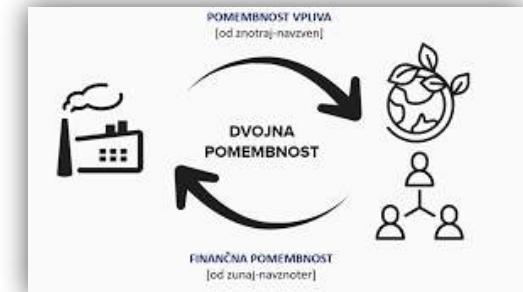 POMEMBNOST VPLIVA
[od znotraj-navzven]
DVOJNA
POMEMBNOST
FINANČNA POMEMBNOST
[od zunaj-navznoter]